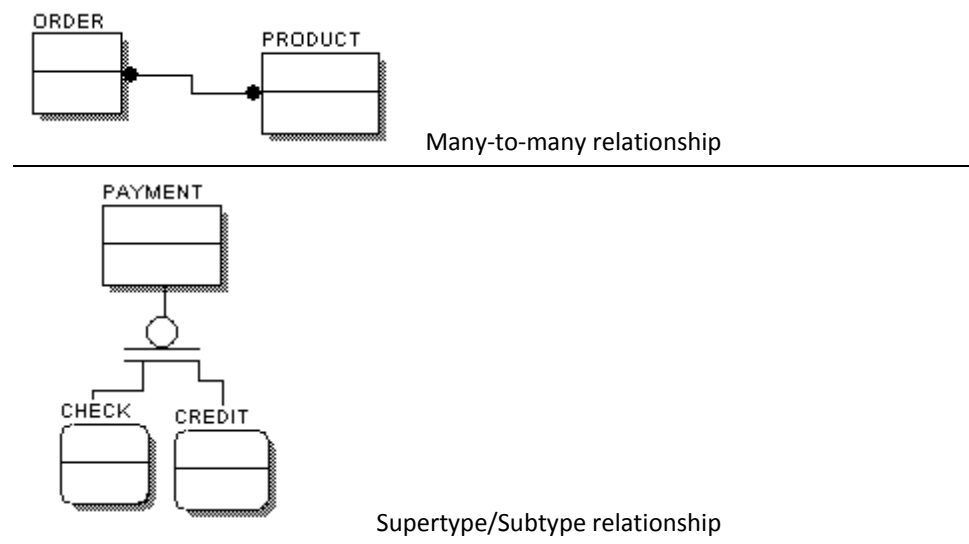 ORDER
PRODUCT
Many-to-many relationship
PAYMENT
CHECK
CREDIT
Supertype/Subtype relationship